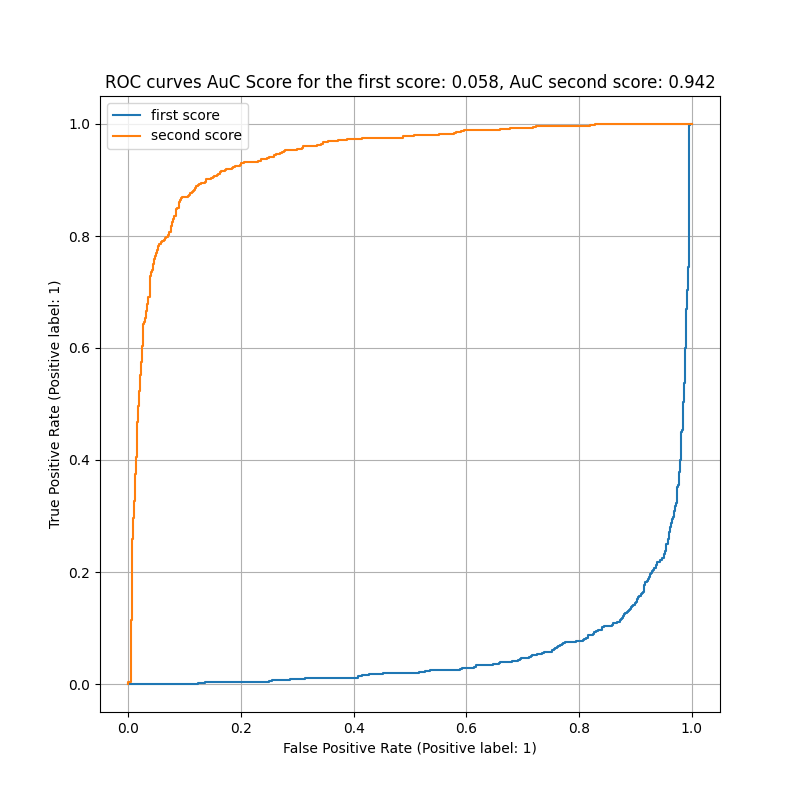 ROC curves AuC Score for the first score: 0.058, AuC second score: 0.942
first score
second score
1.0
0.8
0.6
0.4
0.2
0.0
True Positive Rate (Positive label: 1)
0.0 0.2 0.4 0.6 0.8 1.0
False Positive Rate (Positive label: 1)